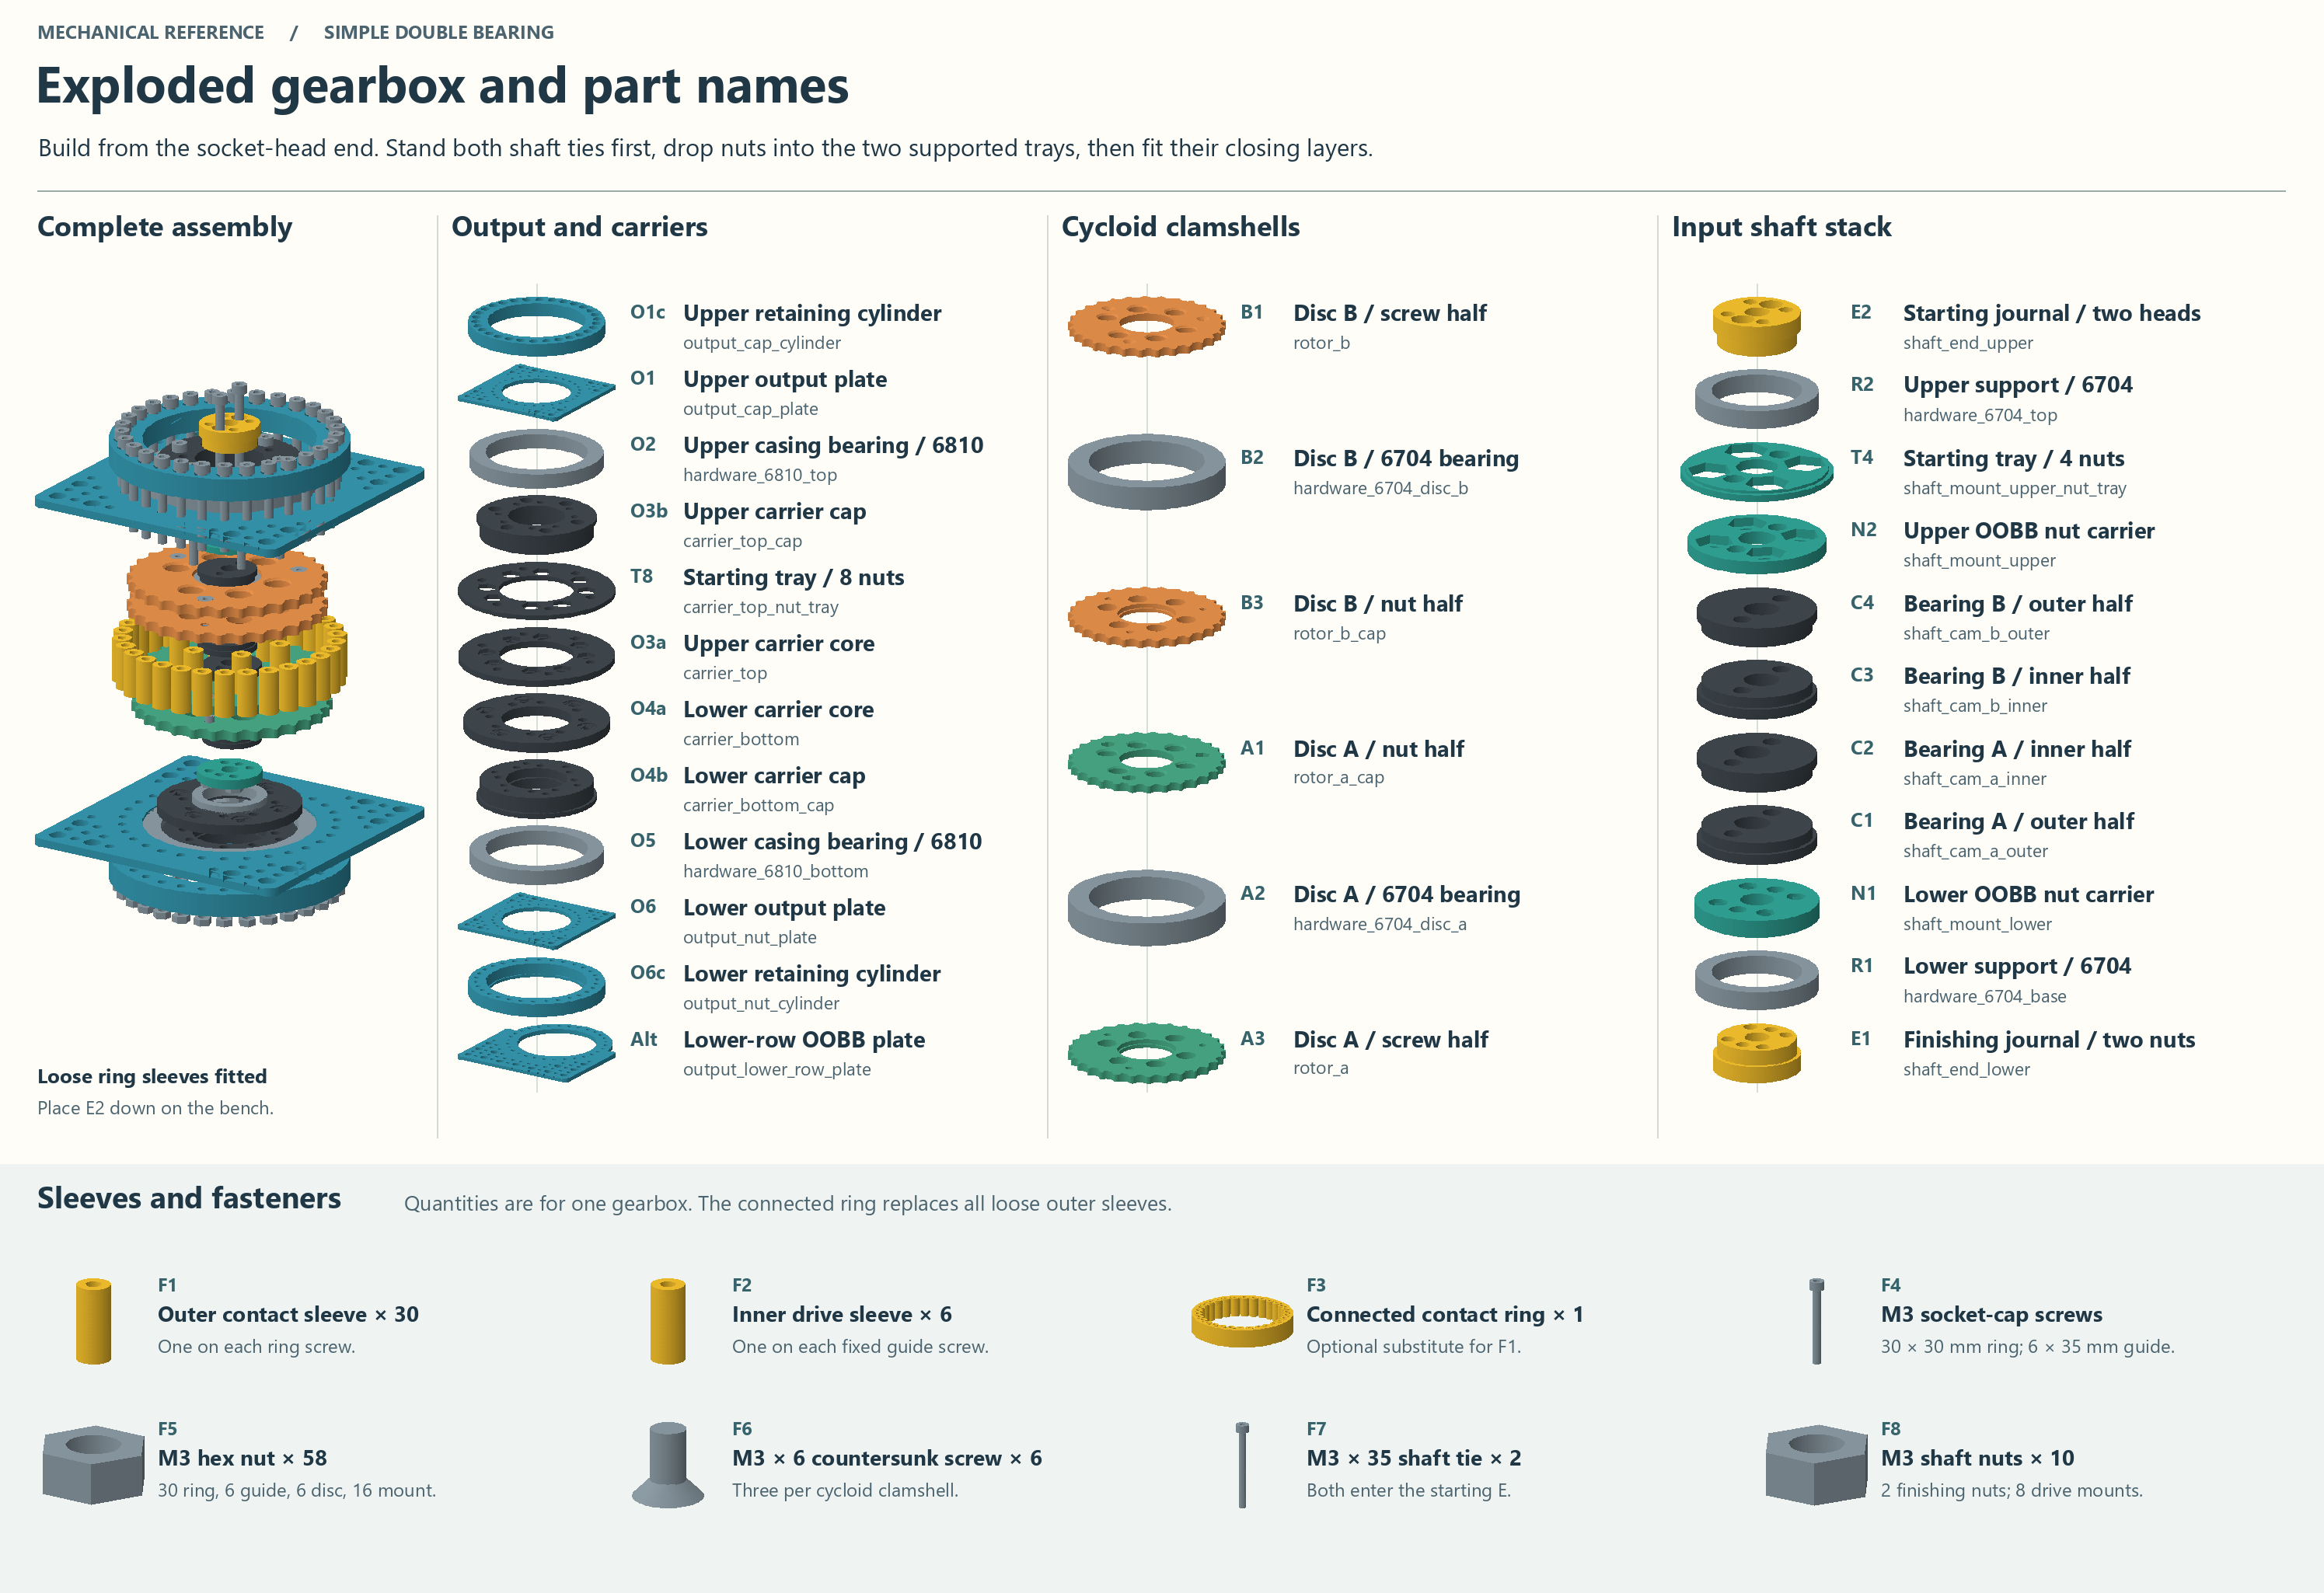 MECHANICAL REFERENCE / SIMPLE DOUBLE BEARING
Exploded gearbox and part names
Build from the socket-head end. Stand both shaft ties first, drop nuts into the two supported trays, then fit their closing layers.
Complete assembly
Loose ring sleeves fitted
Place E2 down on the bench.
Output and carriers
O1c Upper retaining cylinder
output_cap_cylinder
O1 Upper output plate
output_cap_plate
O2 Upper casing bearing / 6810
hardware_6810_top
O3b Upper carrier cap
carrier_top_cap
T8 Starting tray / 8 nuts
carrier_top_nut_tray
O3a Upper carrier core
carrier_top
O4a Lower carrier core
carrier_bottom
O4b Lower carrier cap
carrier_bottom_cap
O5 Lower casing bearing / 6810
hardware_6810_bottom
O6 Lower output plate
output_nut_plate
O6c Lower retaining cylinder
output_nut_cylinder
Alt Lower-row OOBB plate
output_lower_row_plate
Cycloid clamshells
B1 Disc B / screw half
rotor_b
B2 Disc B / 6704 bearing
hardware_6704_disc_b
B3 Disc B / nut half
rotor_b_cap
A1 Disc A / nut half
rotor_a_cap
A2 Disc A / 6704 bearing
hardware_6704_disc_a
A3 Disc A / screw half
rotor_a
Input shaft stack
E2 Starting journal / two heads
shaft_end_upper
R2 Upper support / 6704
hardware_6704_top
T4 Starting tray / 4 nuts
shaft_mount_upper_nut_tray
N2 Upper OOBB nut carrier
shaft_mount_upper
C4 Bearing B / outer half
shaft_cam_b_outer
C3 Bearing B / inner half
shaft_cam_b_inner
C2 Bearing A / inner half
shaft_cam_a_inner
C1 Bearing A / outer half
shaft_cam_a_outer
N1 Lower OOBB nut carrier
shaft_mount_lower
R1 Lower support / 6704
hardware_6704_base
E1 Finishing journal / two nuts
shaft_end_lower
Sleeves and fasteners
Quantities are for one gearbox. The connected ring replaces all loose outer sleeves.
F1
Outer contact sleeve × 30
One on each ring screw.
F2
Inner drive sleeve × 6
One on each fixed guide screw.
F3
Connected contact ring × 1
Optional substitute for F1.
F4
M3 socket-cap screws
30 × 30 mm ring; 6 × 35 mm guide.
F5
M3 hex nut × 58
30 ring, 6 guide, 6 disc, 16 mount.
F6
M3 × 6 countersunk screw × 6
Three per cycloid clamshell.
F7
M3 × 35 shaft tie × 2
Both enter the starting E.
F8
M3 shaft nuts × 10
2 finishing nuts; 8 drive mounts.